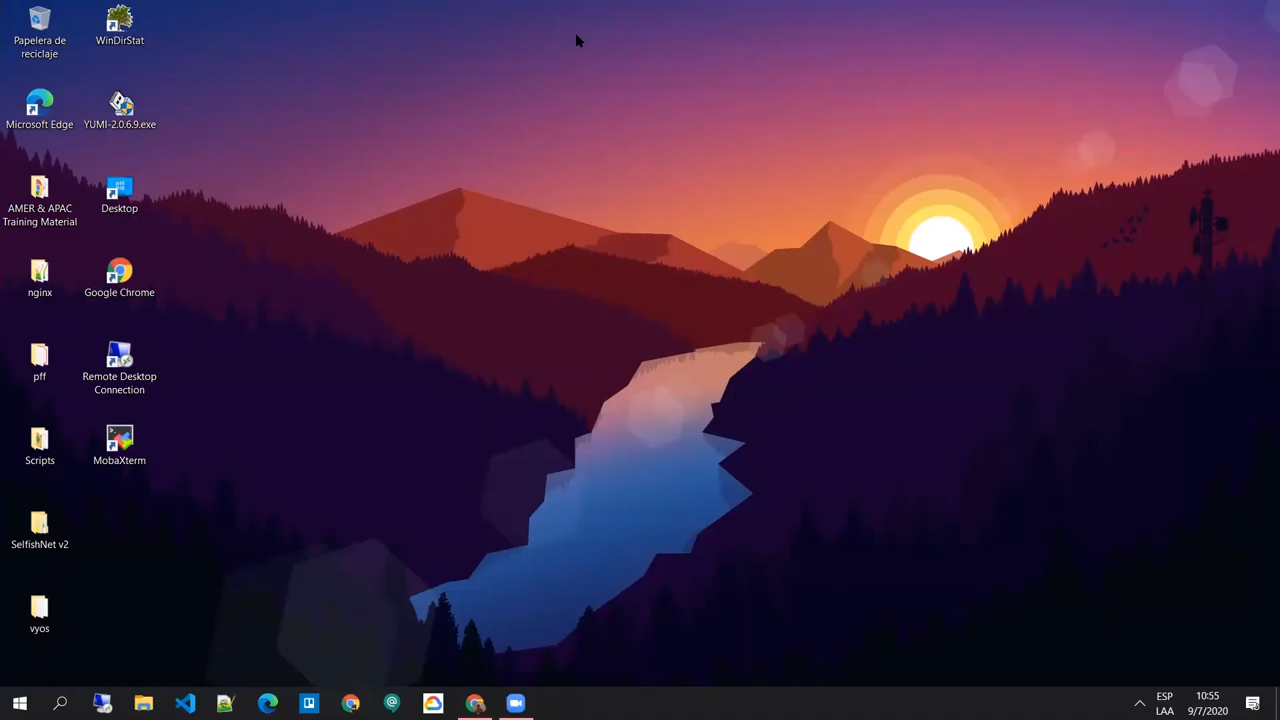 Papelera de
reciclaje
WinDirStat
Microsoft Edge
YUMI-2.0.6.9.exe
AMER & APAC
Training Material
Desktop
nginx
Google Chrome
pff
Remote Desktop
Connection
Scripts
MobaXterm
SelfishNet v2
vyos
ESP
LAA
10:55
9/7/2020